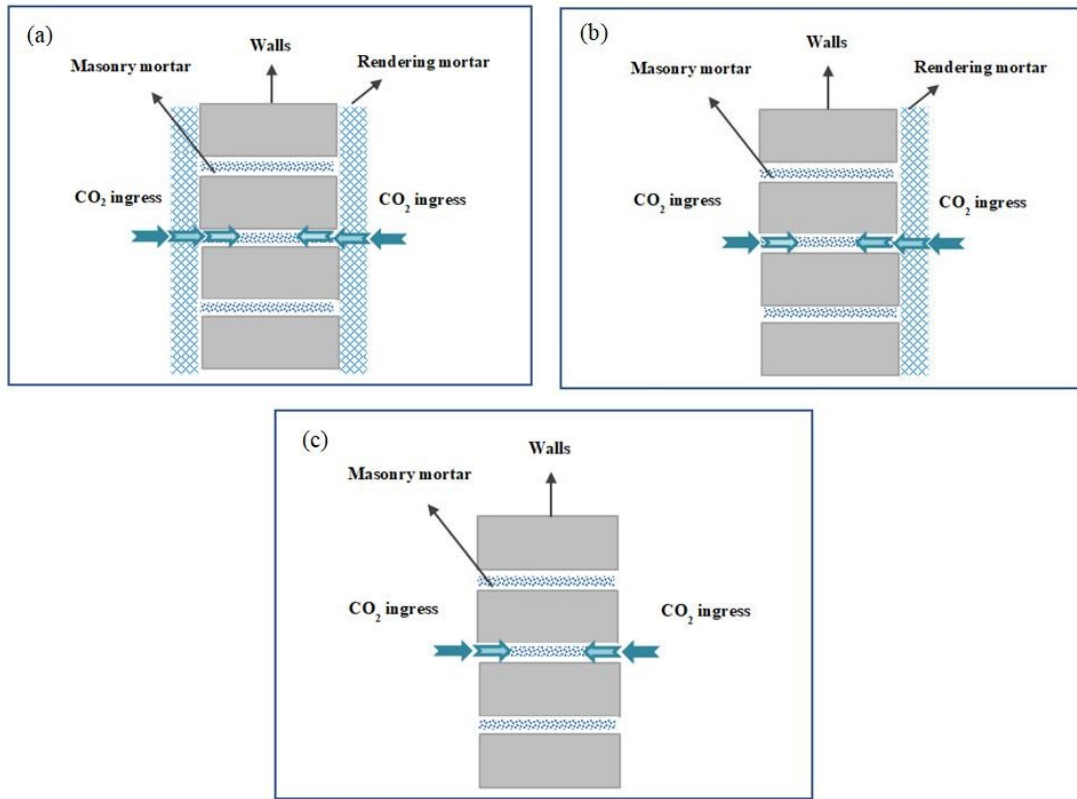 (a)
Walls
Masonry mortar
Rendering mortar
CO₂ ingress
CO₂ ingress
(b)
Walls
Masonry mortar
Rendering mortar
CO₂ ingress
CO₂ ingress
(c)
Walls
Masonry mortar
CO₂ ingress
CO₂ ingress